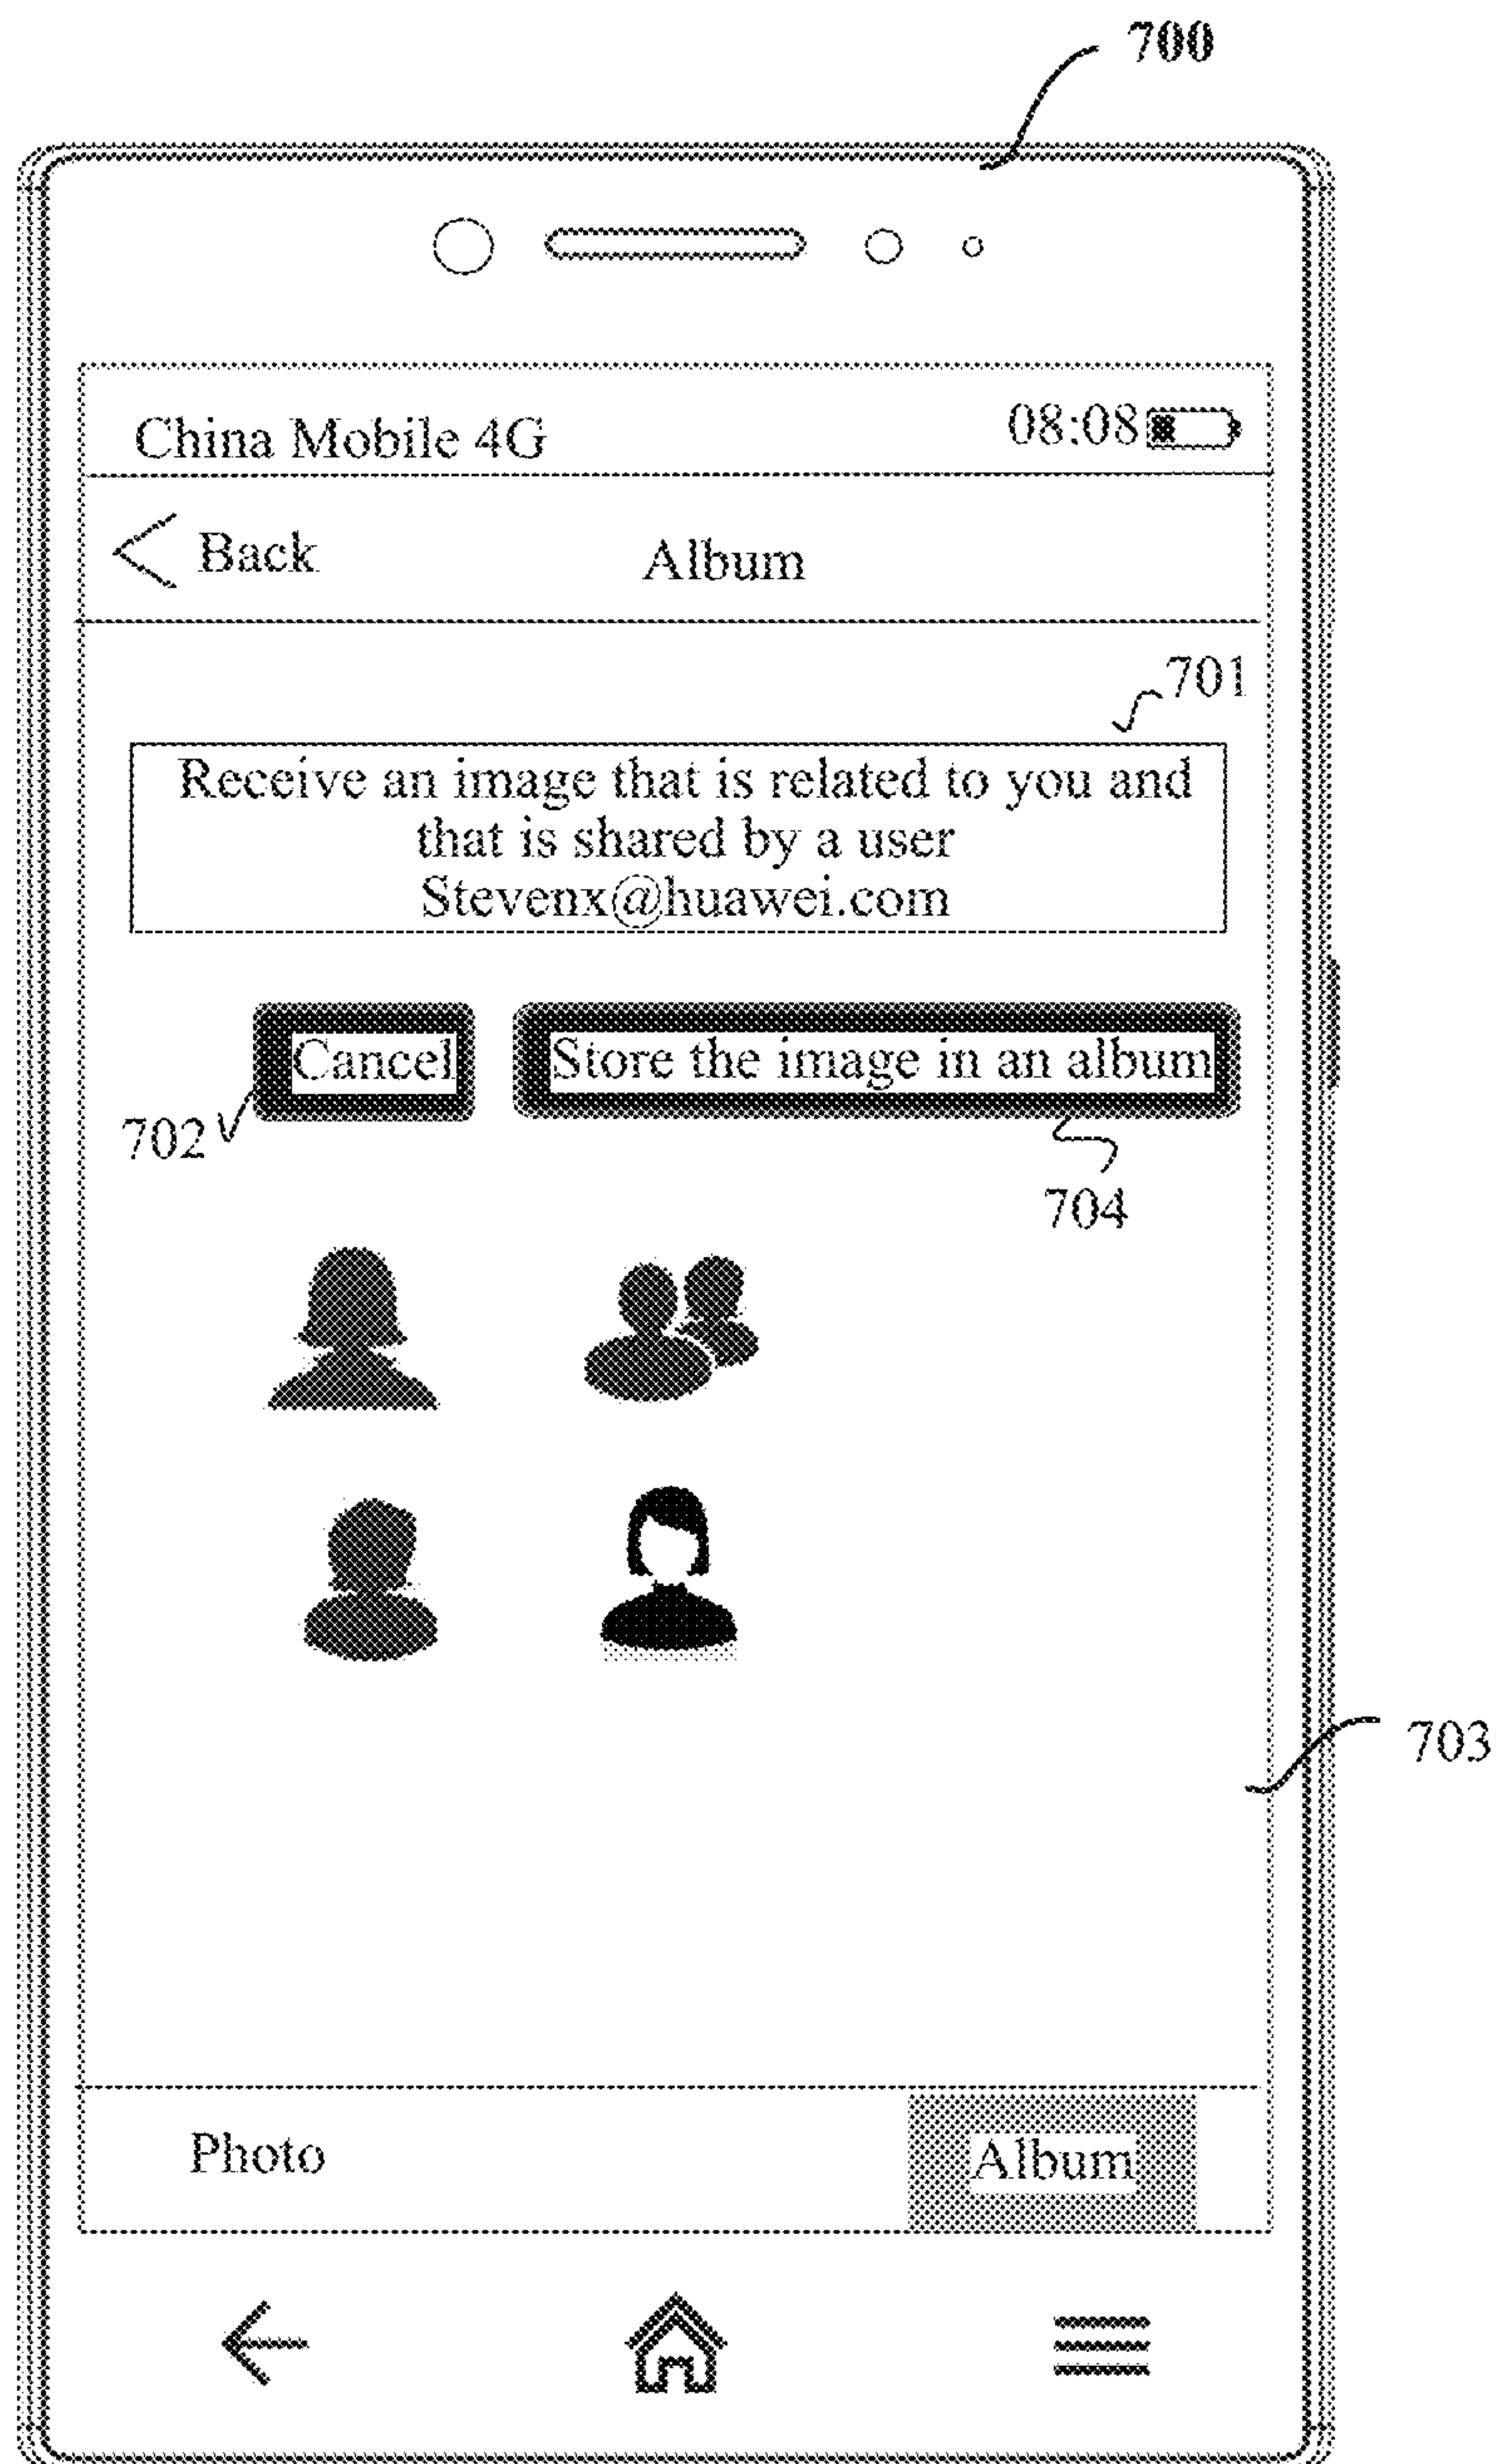 700
China Mobile 4G
08:08
Back
Album
701
Receive an image that is related to you and
that is shared by a user
Stevenx@huawei.com
Cancel
Store the image in an album
702
704
703
Photo
Album